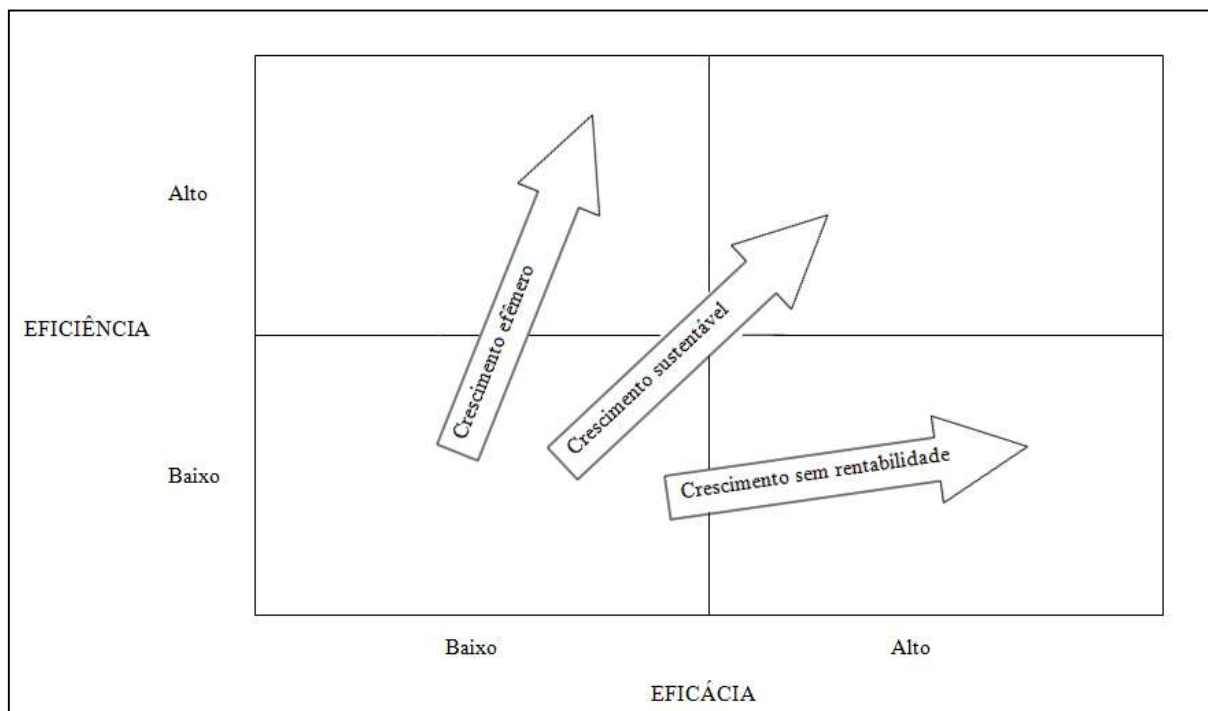 Alto
Crescimento efêmero
Crescimento sustentável
EFICIÊNCIA
Baixo
Crescimento sem rentabilidade
Baixo
Alto
EFICÁCIA